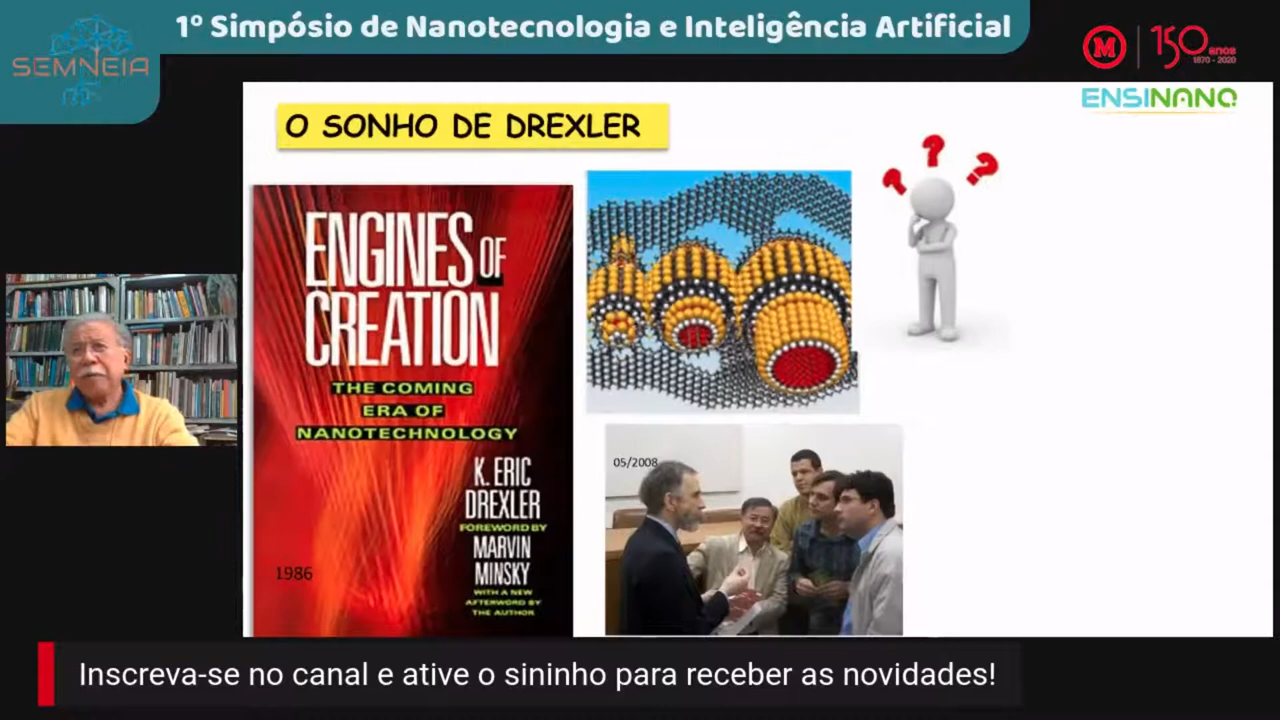 1º Simpósio de Nanotecnologia e Inteligência Artificial
SEMNEIA
M
150 anos
1870 - 2020
ENSINANO
O SONHO DE DREXLER
ENGINES OF
CREATION
THE COMING
ERA OF
NANOTECHNOLOGY
K. ERIC
DREXLER
FOREWORD BY
MARVIN
MINSKY
WITH A NEW
AFTERWORD BY
THE AUTHOR
1986
? ? ?
05/2008
Inscreva-se no canal e ative o sininho para receber as novidades!